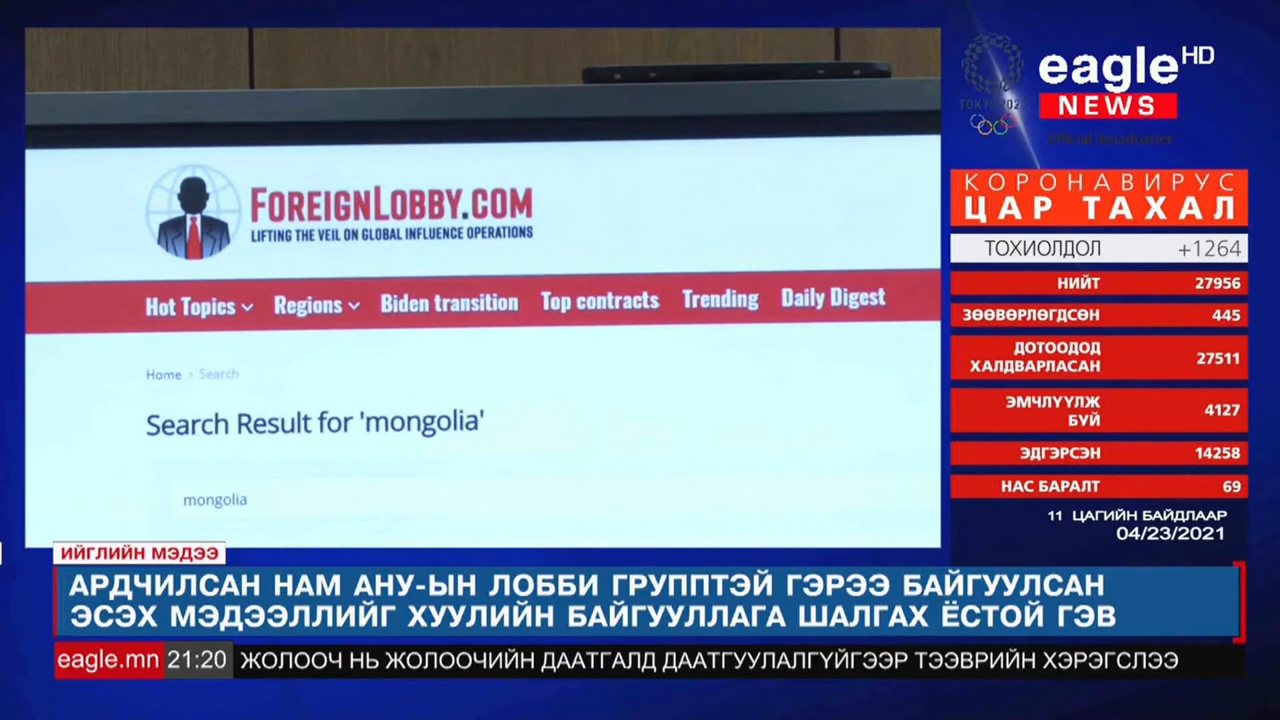 FOREIGNLOBBY.COM
LIFTING THE VEIL ON GLOBAL INFLUENCE OPERATIONS
Hot Topics Regions Biden transition Top contracts Trending Daily Digest
Home > Search
Search Result for 'mongolia'
mongolia
eagle HD
NEWS
Official broadcaster
КОРОНАВИРУС
ЦАР ТАХАЛ
ТОХИОЛДОЛ +1264
НИЙТ 27956
ЗӨӨВӨРЛӨГДСӨН 445
ДОТООДОД
ХАЛДВАРЛАСАН 27511
ЭМЧЛҮҮЛЖ
БУЙ 4127
ЭДГЭРСЭН 14258
НАС БАРАЛТ 69
11 ЦАГИЙН БАЙДЛААР
04/23/2021
ИЙГЛИЙН МЭДЭЭ
АРДЧИЛСАН НАМ АНУ-ЫН ЛОББИ ГРУППТЭЙ ГЭРЭЭ БАЙГУУЛСАН
ЭСЭХ МЭДЭЭЛЛИЙГ ХУУЛИЙН БАЙГУУЛЛАГА ШАЛГАХ ЁСТОЙ ГЭВ
eagle.mn 21:20 ЖОЛООЧ НЬ ЖОЛООЧИЙН ДААТГАЛД ДААТГУУЛАЛГҮЙГЭЭР ТЭЭВРИЙН ХЭРЭГСЛЭЭ